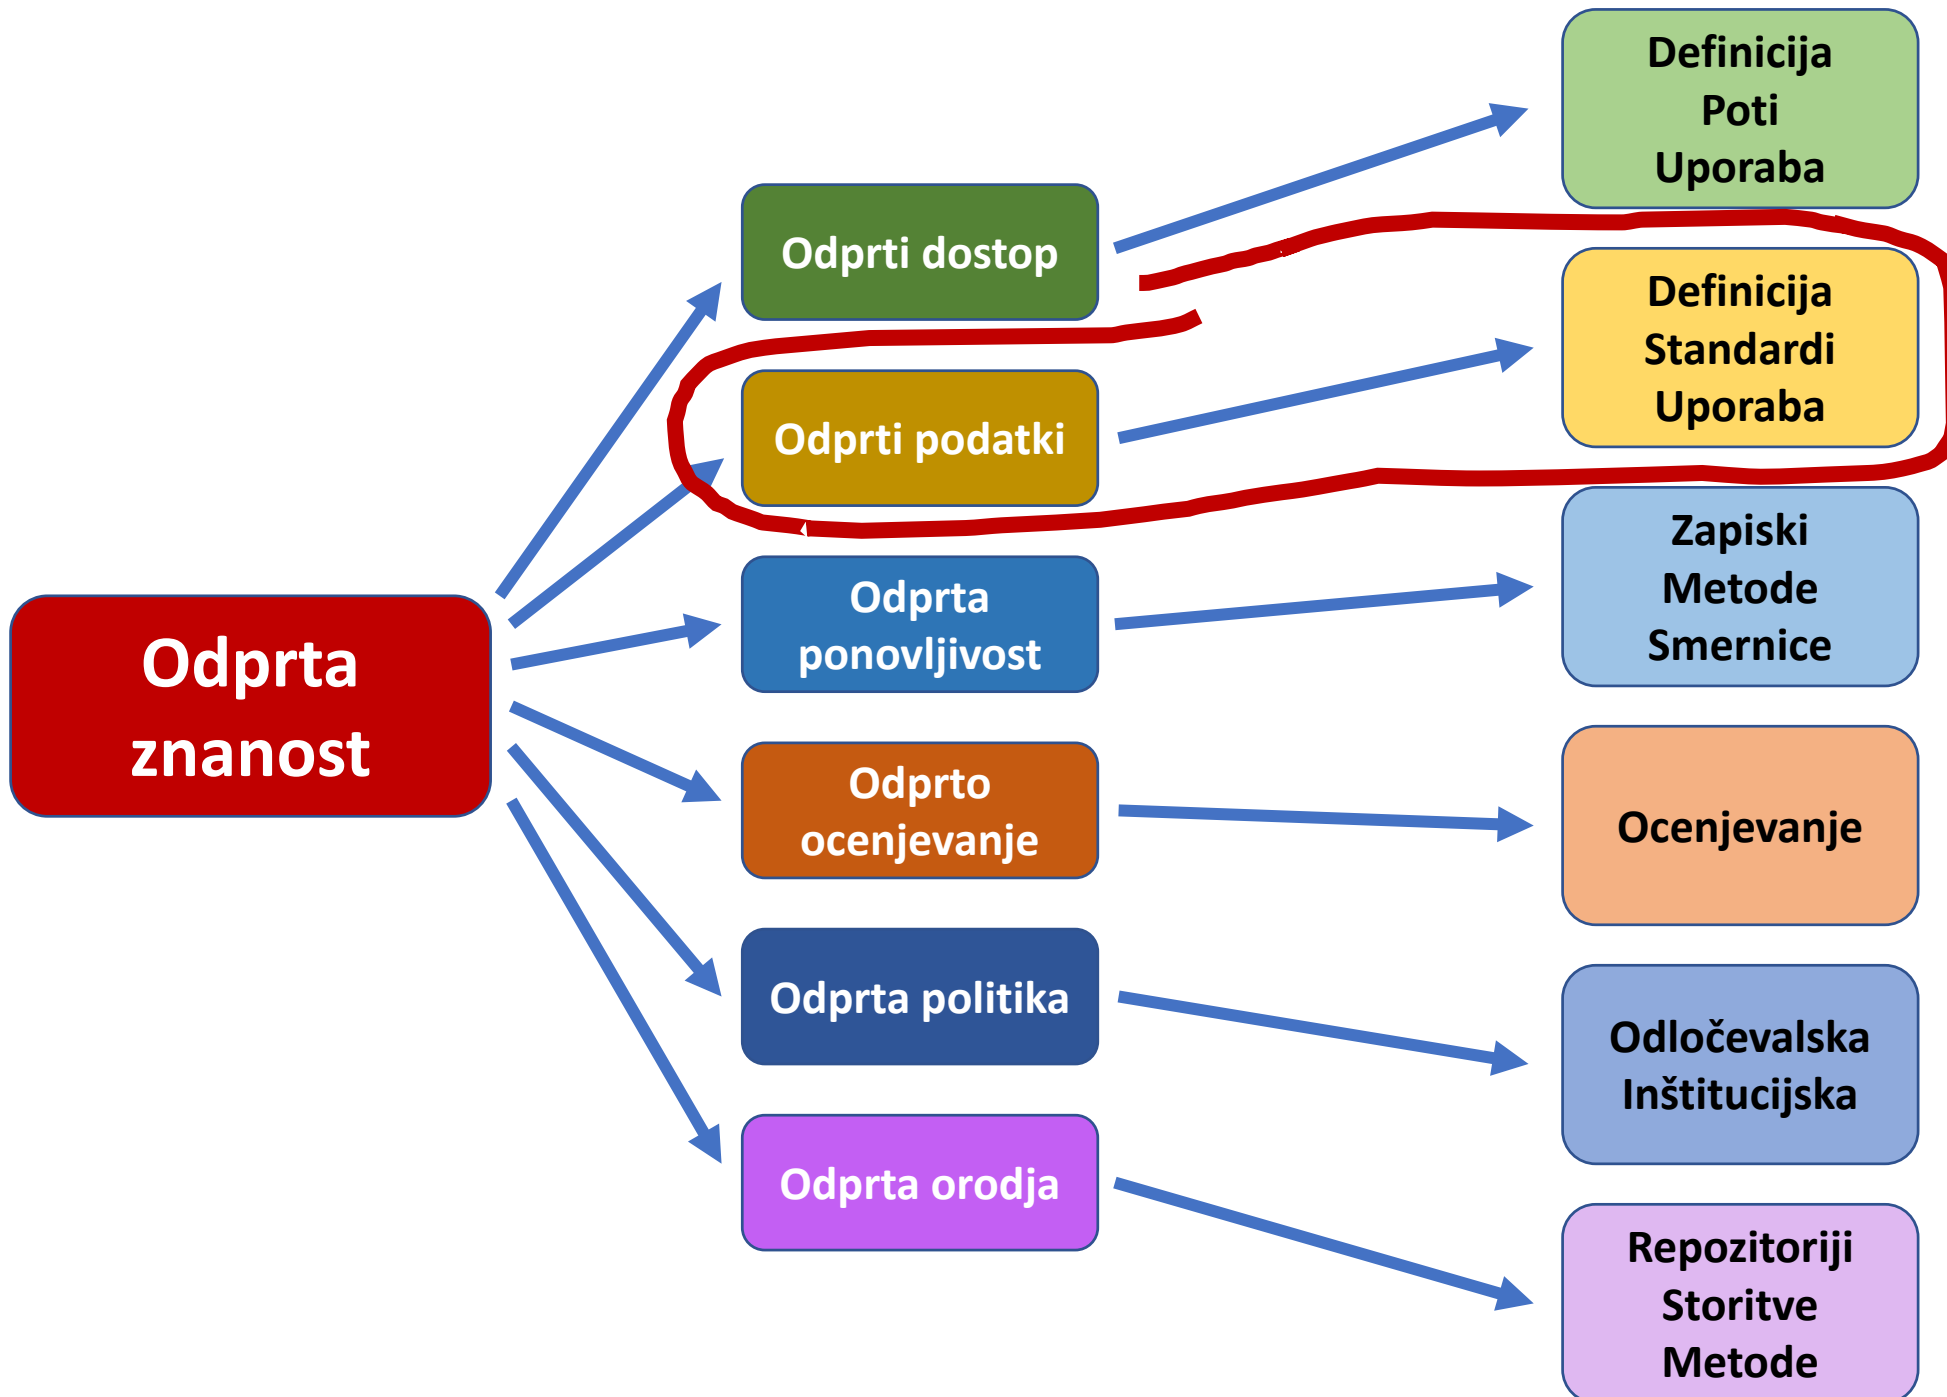 Odprta
znanost
Odprti dostop
Odprti podatki
Odprta
ponovljivost
Odprto
ocenjevanje
Odprta politika
Odprta orodja
Definicija
Poti
Uporaba
Definicija
Standardi
Uporaba
Zapiski
Metode
Smernice
Ocenjevanje
Odločevalska
Inštitucijska
Repozitoriji
Storitve
Metode